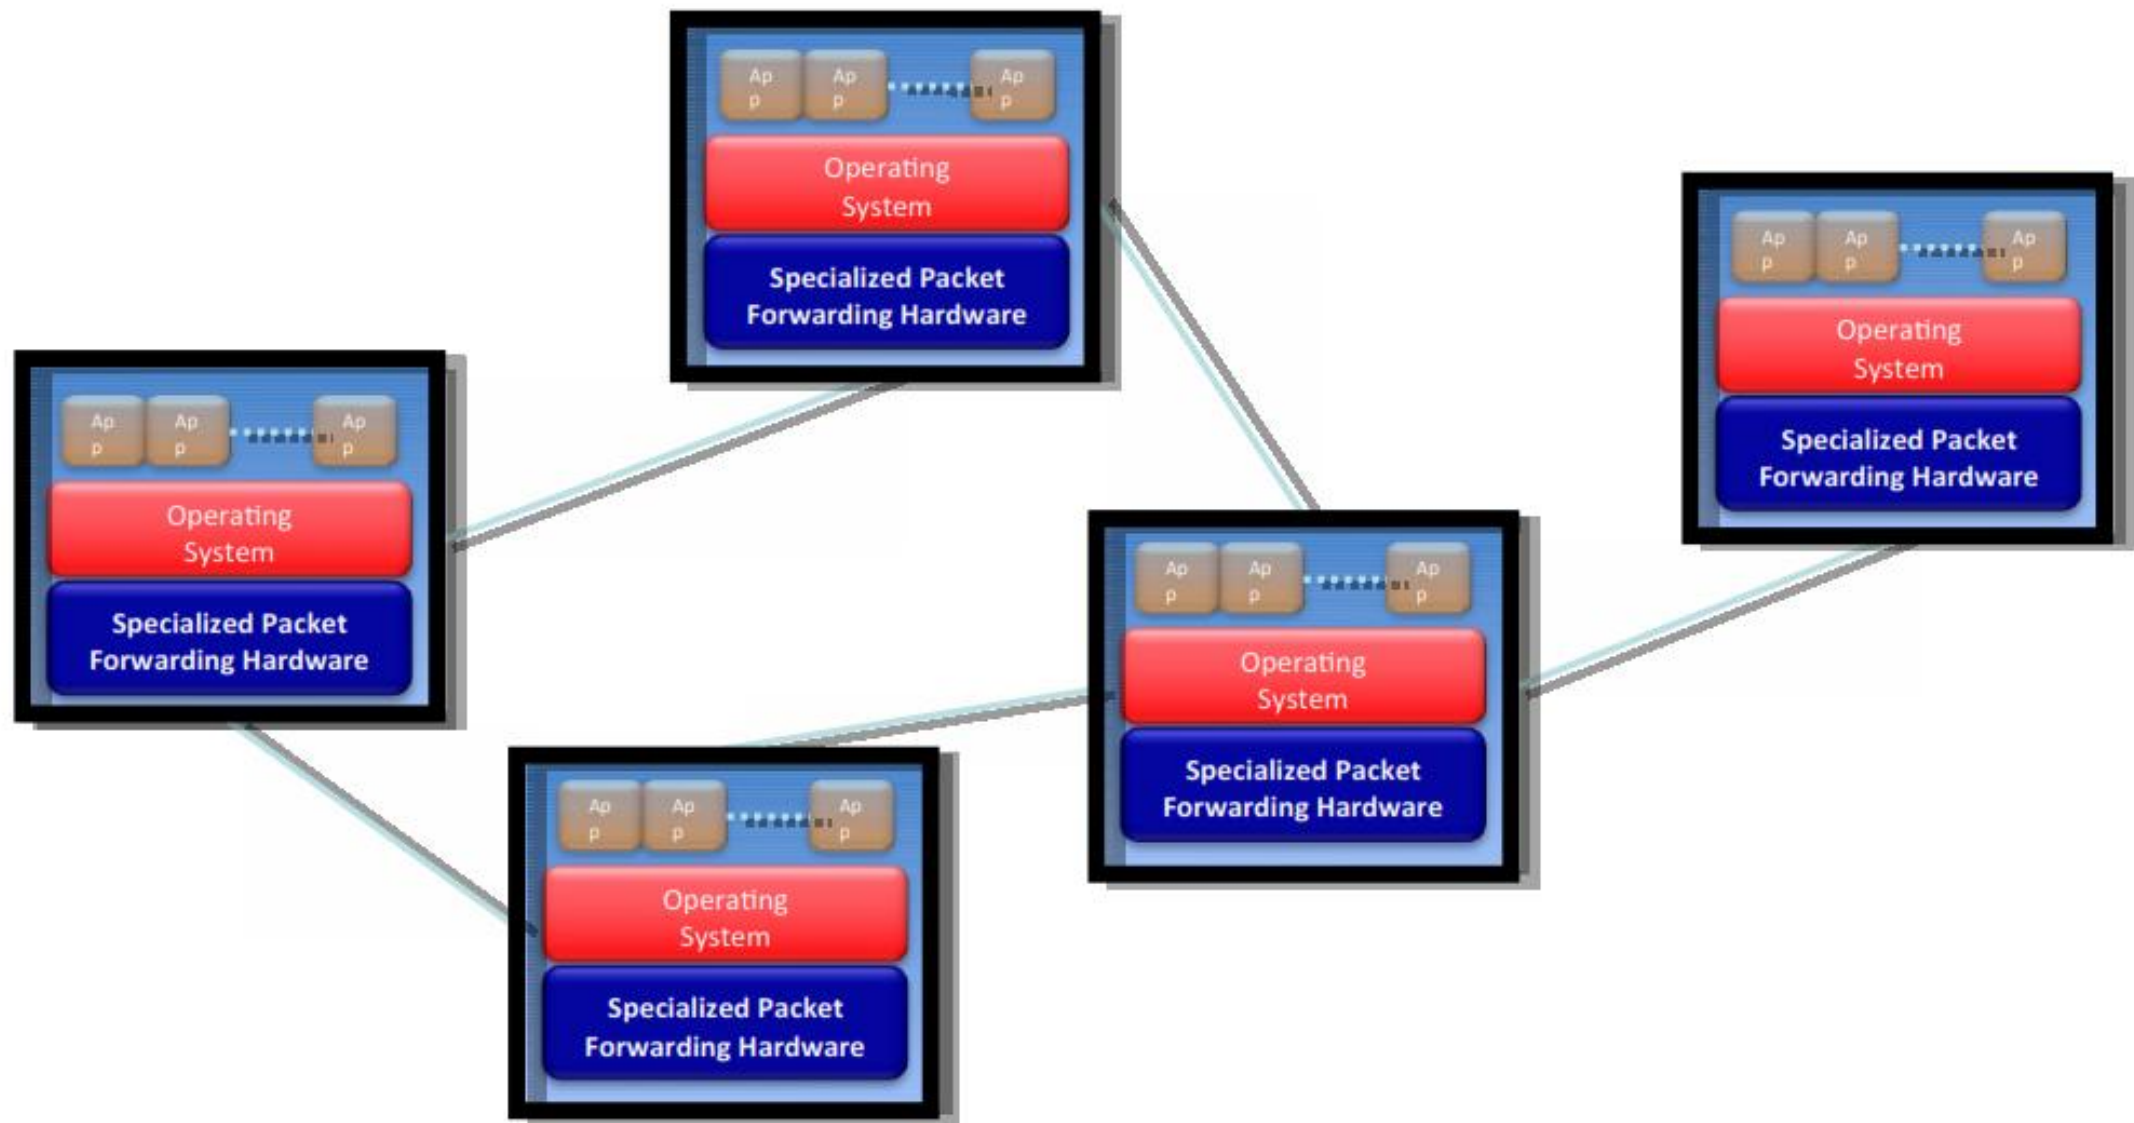 Ap
p
Ap
p
Ap
p
Operating
System
Specialized Packet
Forwarding Hardware
Ap
p
Ap
p
Ap
p
Operating
System
Specialized Packet
Forwarding Hardware
Ap
p
Ap
p
Ap
p
Operating
System
Specialized Packet
Forwarding Hardware
Ap
p
Ap
p
Ap
p
Operating
System
Specialized Packet
Forwarding Hardware
Ap
p
Ap
p
Ap
p
Operating
System
Specialized Packet
Forwarding Hardware